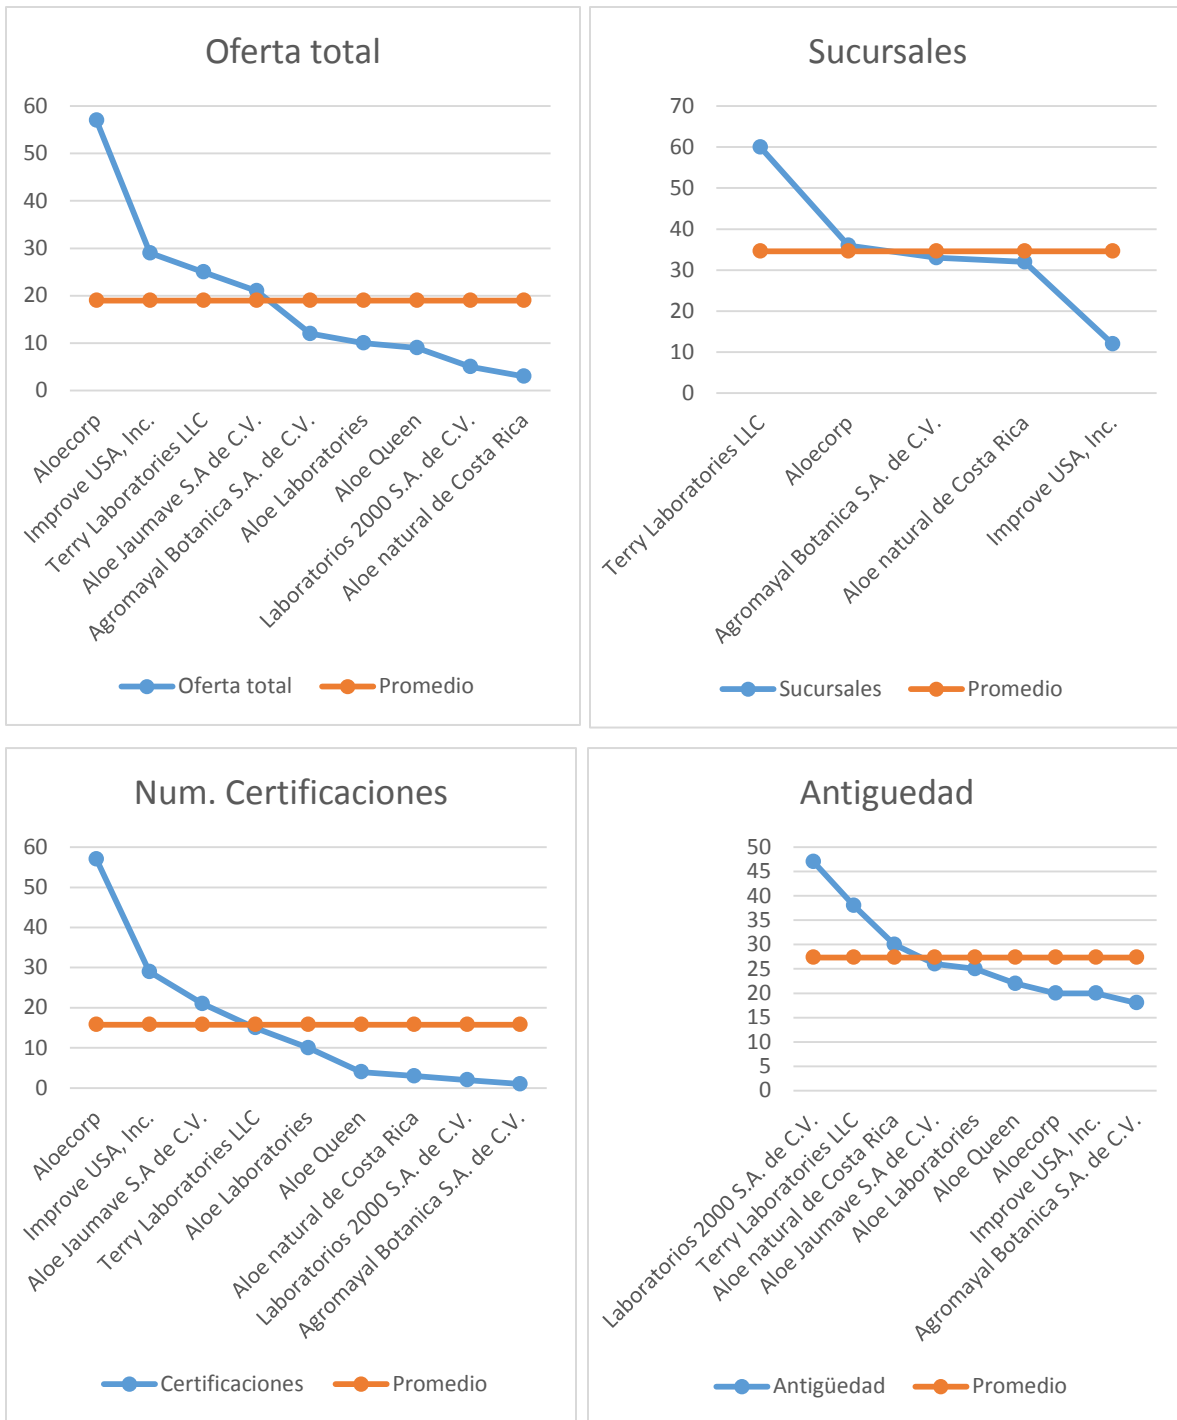 Oferta total
60
50
40
30
20
10
0
Aloecorp
Improve USA, Inc.
Terry Laboratories LLC
Aloe Jaumave S.A de C.V.
Agromayal Botanica S.A. de C.V.
Aloe Laboratories
Aloe Queen
Laboratorios 2000 S.A. de C.V.
Aloe natural de Costa Rica
Oferta total
Promedio
Sucursales
70
60
50
40
30
20
10
0
Terry Laboratories LLC
Aloecorp
Agromayal Botanica S.A. de C.V.
Aloe natural de Costa Rica
Improve USA, Inc.
Sucursales
Promedio
Num. Certificaciones
60
50
40
30
20
10
0
Aloecorp
Improve USA, Inc.
Aloe Jaumave S.A de C.V.
Terry Laboratories LLC
Aloe Laboratories
Aloe Queen
Aloe natural de Costa Rica
Laboratorios 2000 S.A. de C.V.
Agromayal Botanica S.A. de C.V.
Certificaciones
Promedio
Antiguedad
50
45
40
35
30
25
20
15
10
5
0
Laboratorios 2000 S.A. de C.V.
Terry Laboratories LLC
Aloe natural de Costa Rica
Aloe Jaumave S.A de C.V.
Aloe Laboratories
Aloe Queen
Aloecorp
Improve USA, Inc.
Agromayal Botanica S.A. de C.V.
Antigüedad
Promedio